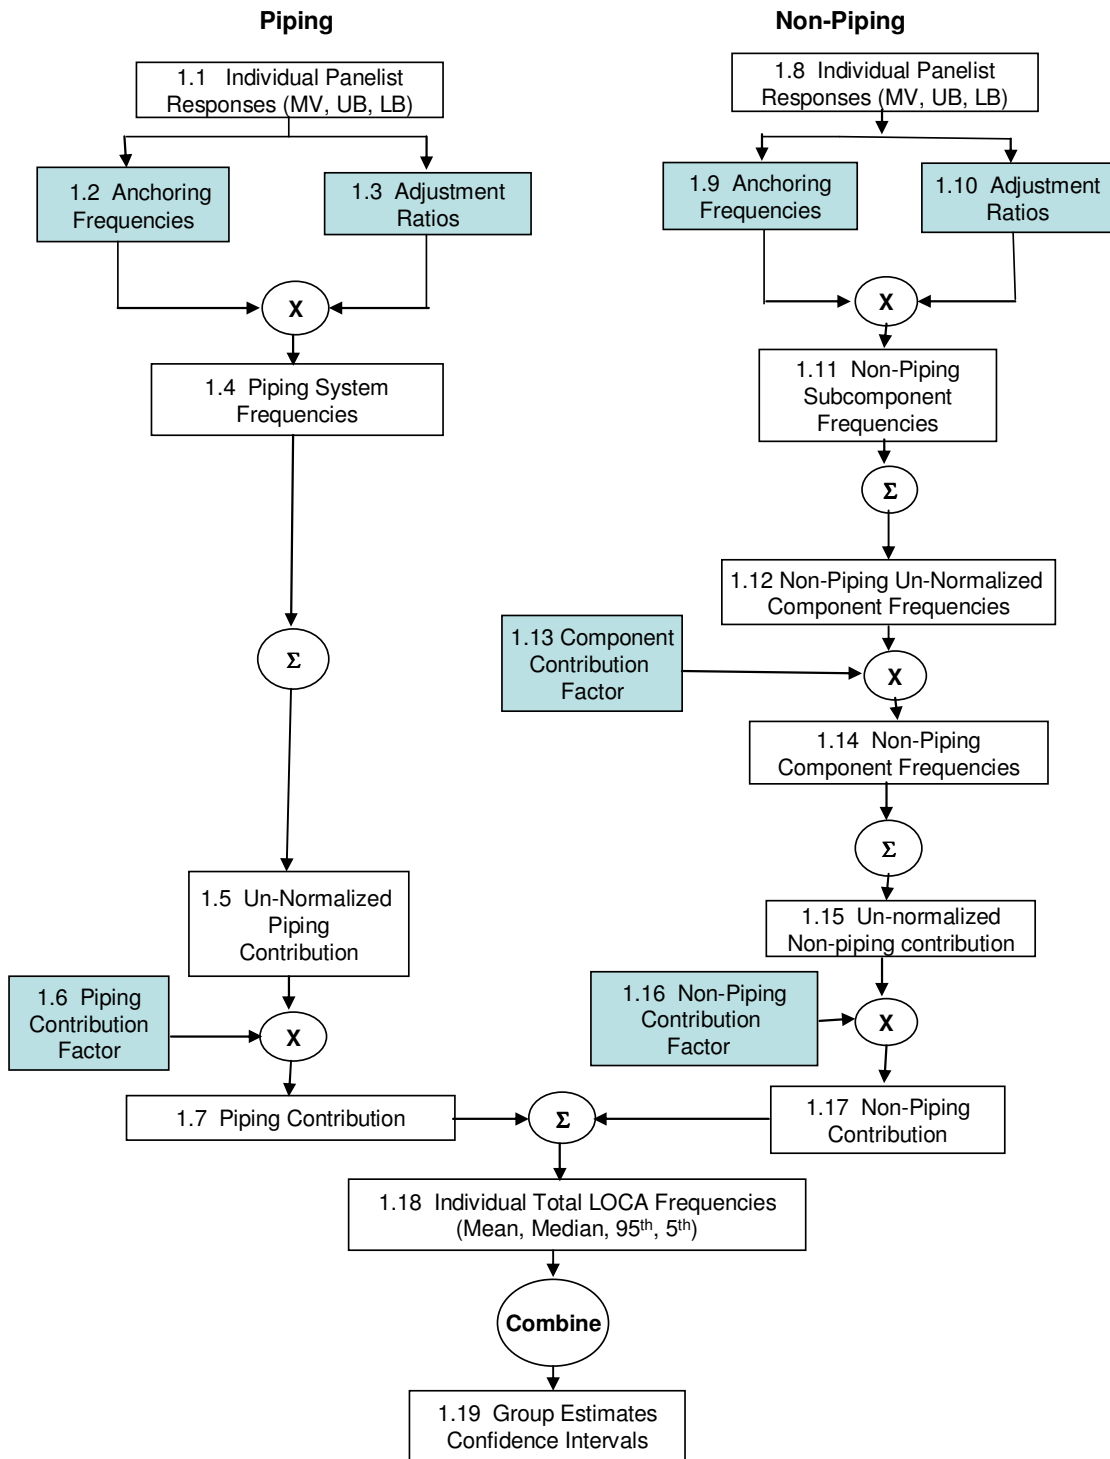 Piping
1.1 Individual Panelist
Responses (MV, UB, LB)
1.2 Anchoring
Frequencies
1.3 Adjustment
Ratios
X
1.4 Piping System
Frequencies
Σ
1.5 Un-Normalized
Piping
Contribution
1.6 Piping
Contribution
Factor
X
1.7 Piping Contribution
Non-Piping
1.8 Individual Panelist
Responses (MV, UB, LB)
1.9 Anchoring
Frequencies
1.10 Adjustment
Ratios
X
1.11 Non-Piping
Subcomponent
Frequencies
Σ
1.12 Non-Piping Un-Normalized
Component Frequencies
1.13 Component
Contribution
Factor
X
1.14 Non-Piping
Component Frequencies
Σ
1.15 Un-normalized
Non-piping contribution
1.16 Non-Piping
Contribution
Factor
X
1.17 Non-Piping
Contribution
Σ
1.18 Individual Total LOCA Frequencies
(Mean, Median, 95th, 5th)
Combine
1.19 Group Estimates
Confidence Intervals